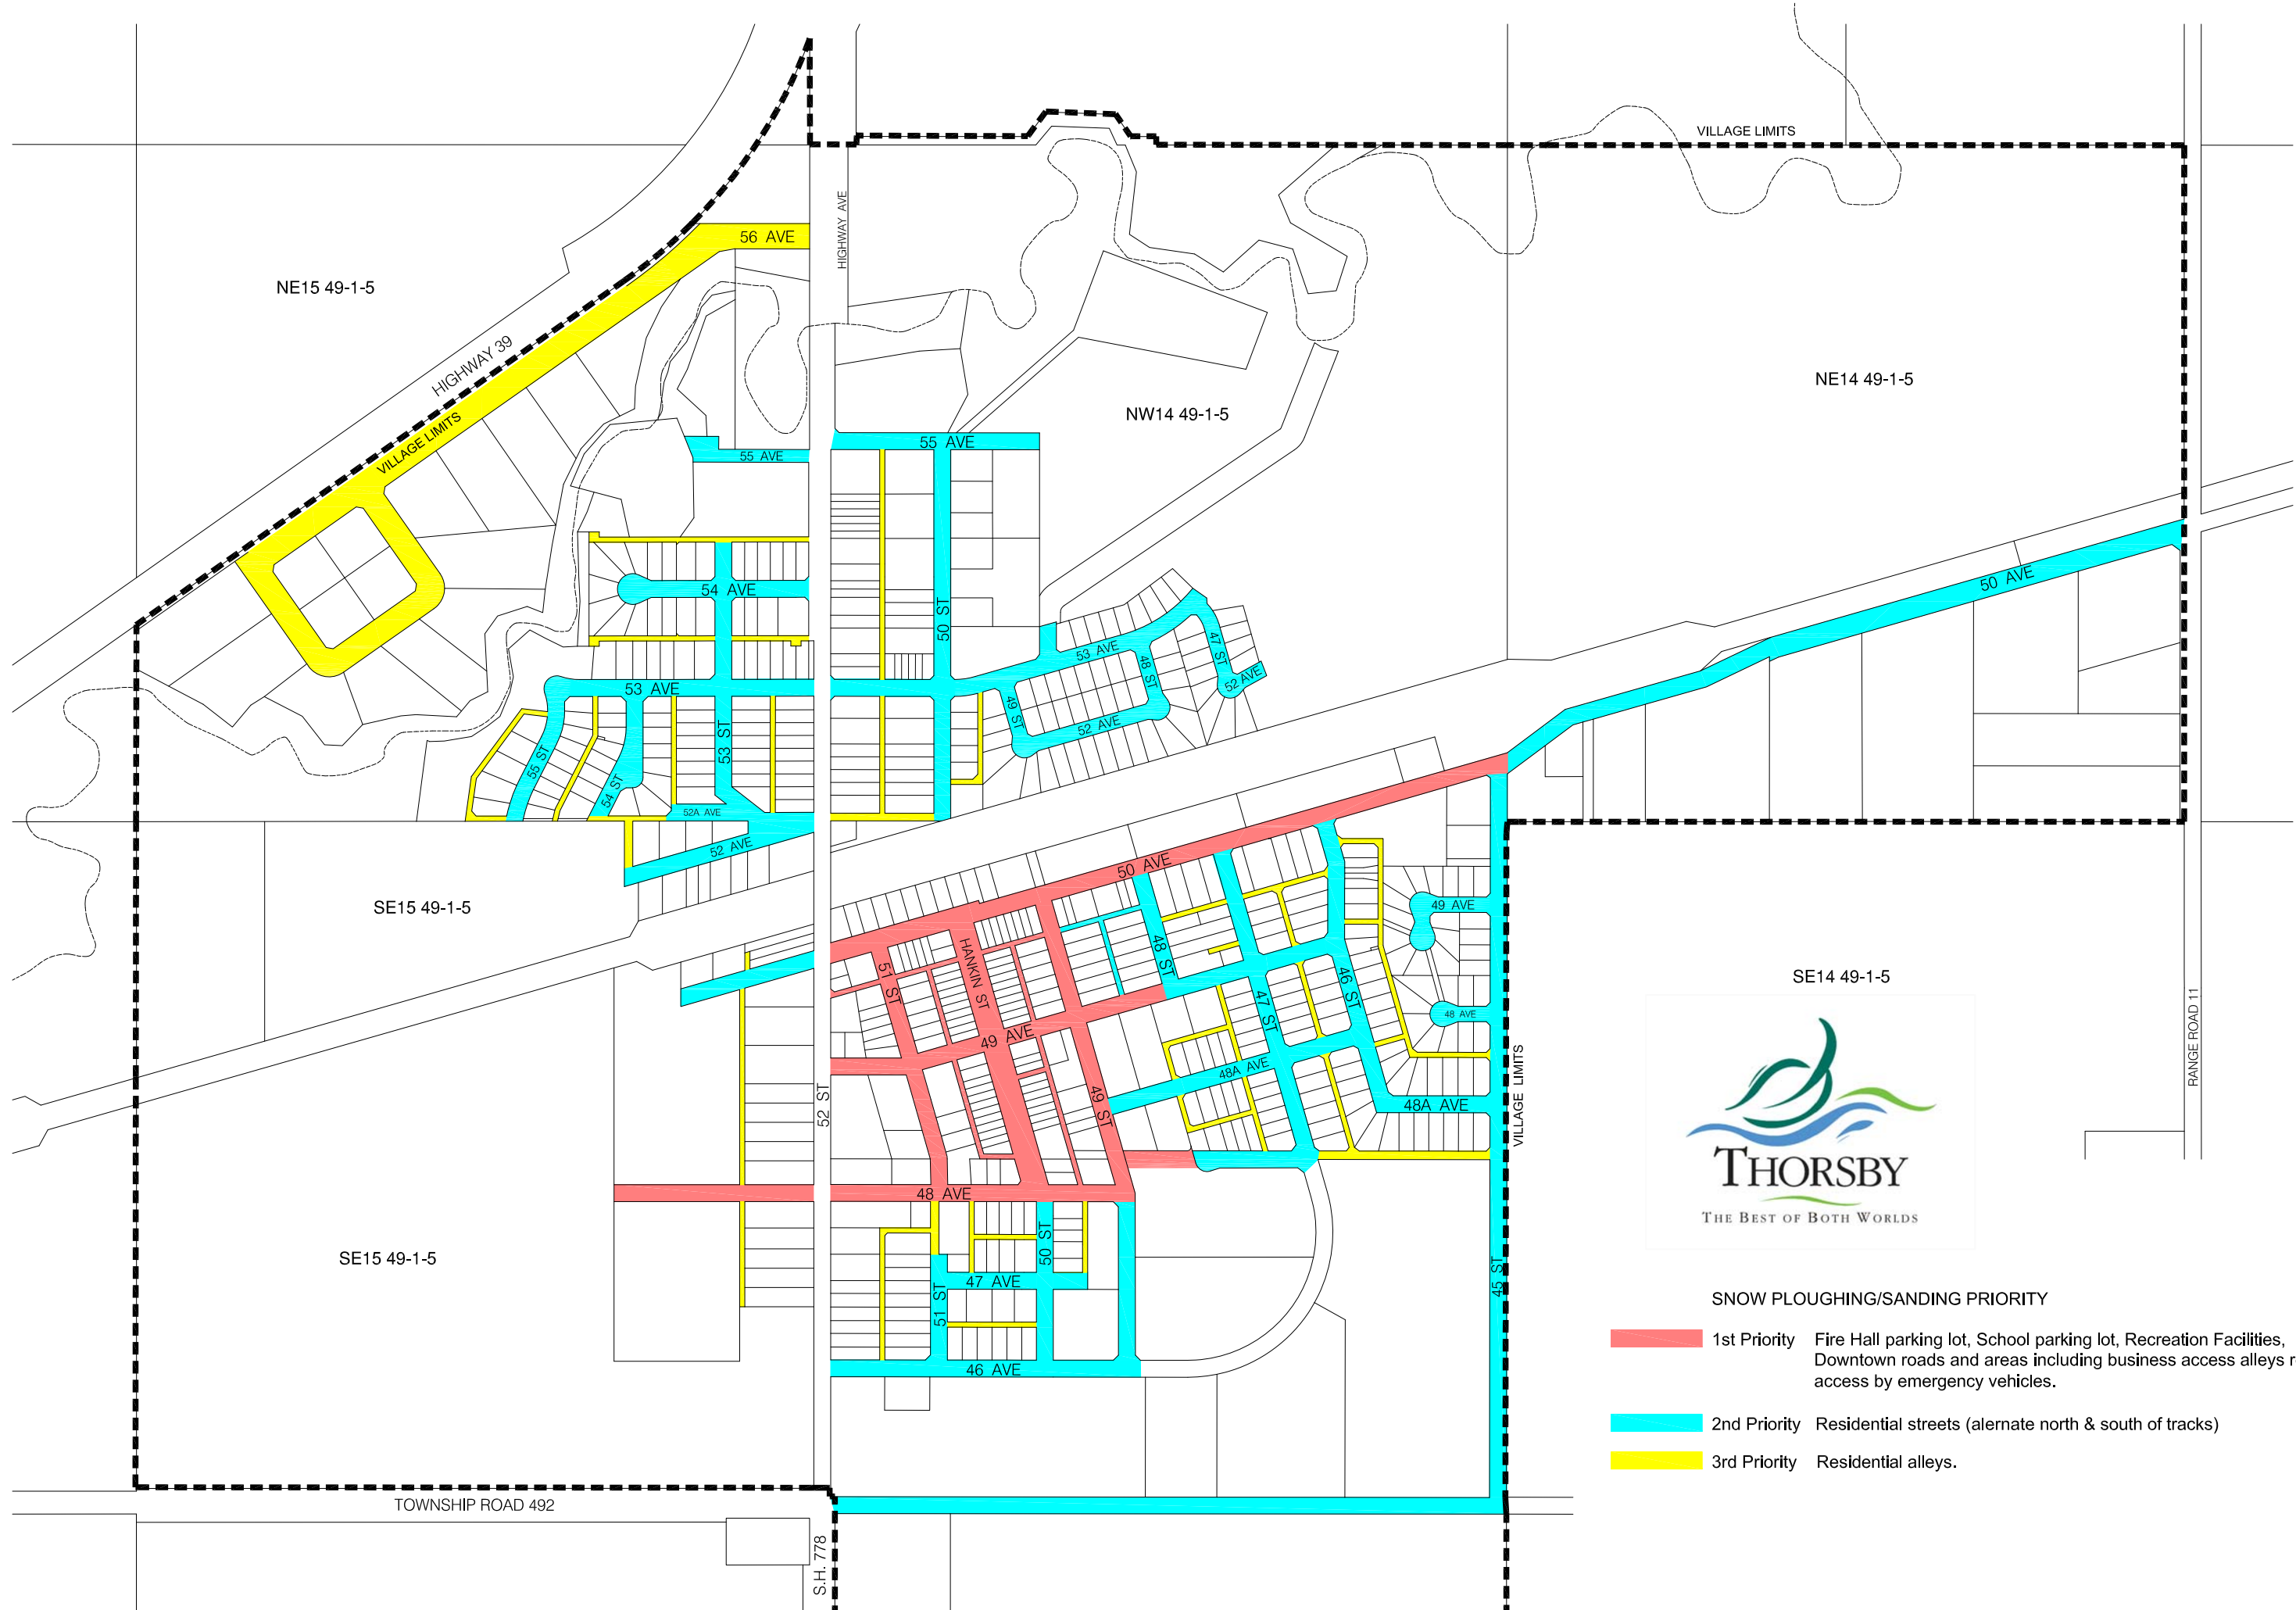 VILLAGE LIMITS
HIGHWAY AVE
56 AVE
NE15 49-1-5
HIGHWAY 39
VILLAGE LIMITS
NE14 49-1-5
NW14 49-1-5
55 AVE
55 AVE
50 AVE
54 AVE
50 ST
53 AVE
47 ST
48 ST
52 AVE
53 AVE
49 ST
52 AVE
53 ST
55 ST
54 ST
52A AVE
52 AVE
50 AVE
SE15 49-1-5
49 AVE
48 ST
HANKIN ST
51 ST
46 ST
SE14 49-1-5
47 ST
48 AVE
49 AVE
RANGE ROAD 11
48A AVE
VILLAGE LIMITS
52 ST
49 ST
48A AVE
THORSBY
THE BEST OF BOTH WORLDS
48 AVE
SE15 49-1-5
50 ST
47 AVE
51 ST
45 ST
46 AVE
SNOW PLOUGHING/SANDING PRIORITY
1st Priority Fire Hall parking lot, School parking lot, Recreation Facilities,
Downtown roads and areas including business access alleys r
access by emergency vehicles.
2nd Priority Residential streets (alernate north & south of tracks)
3rd Priority Residential alleys.
TOWNSHIP ROAD 492
S.H. 778